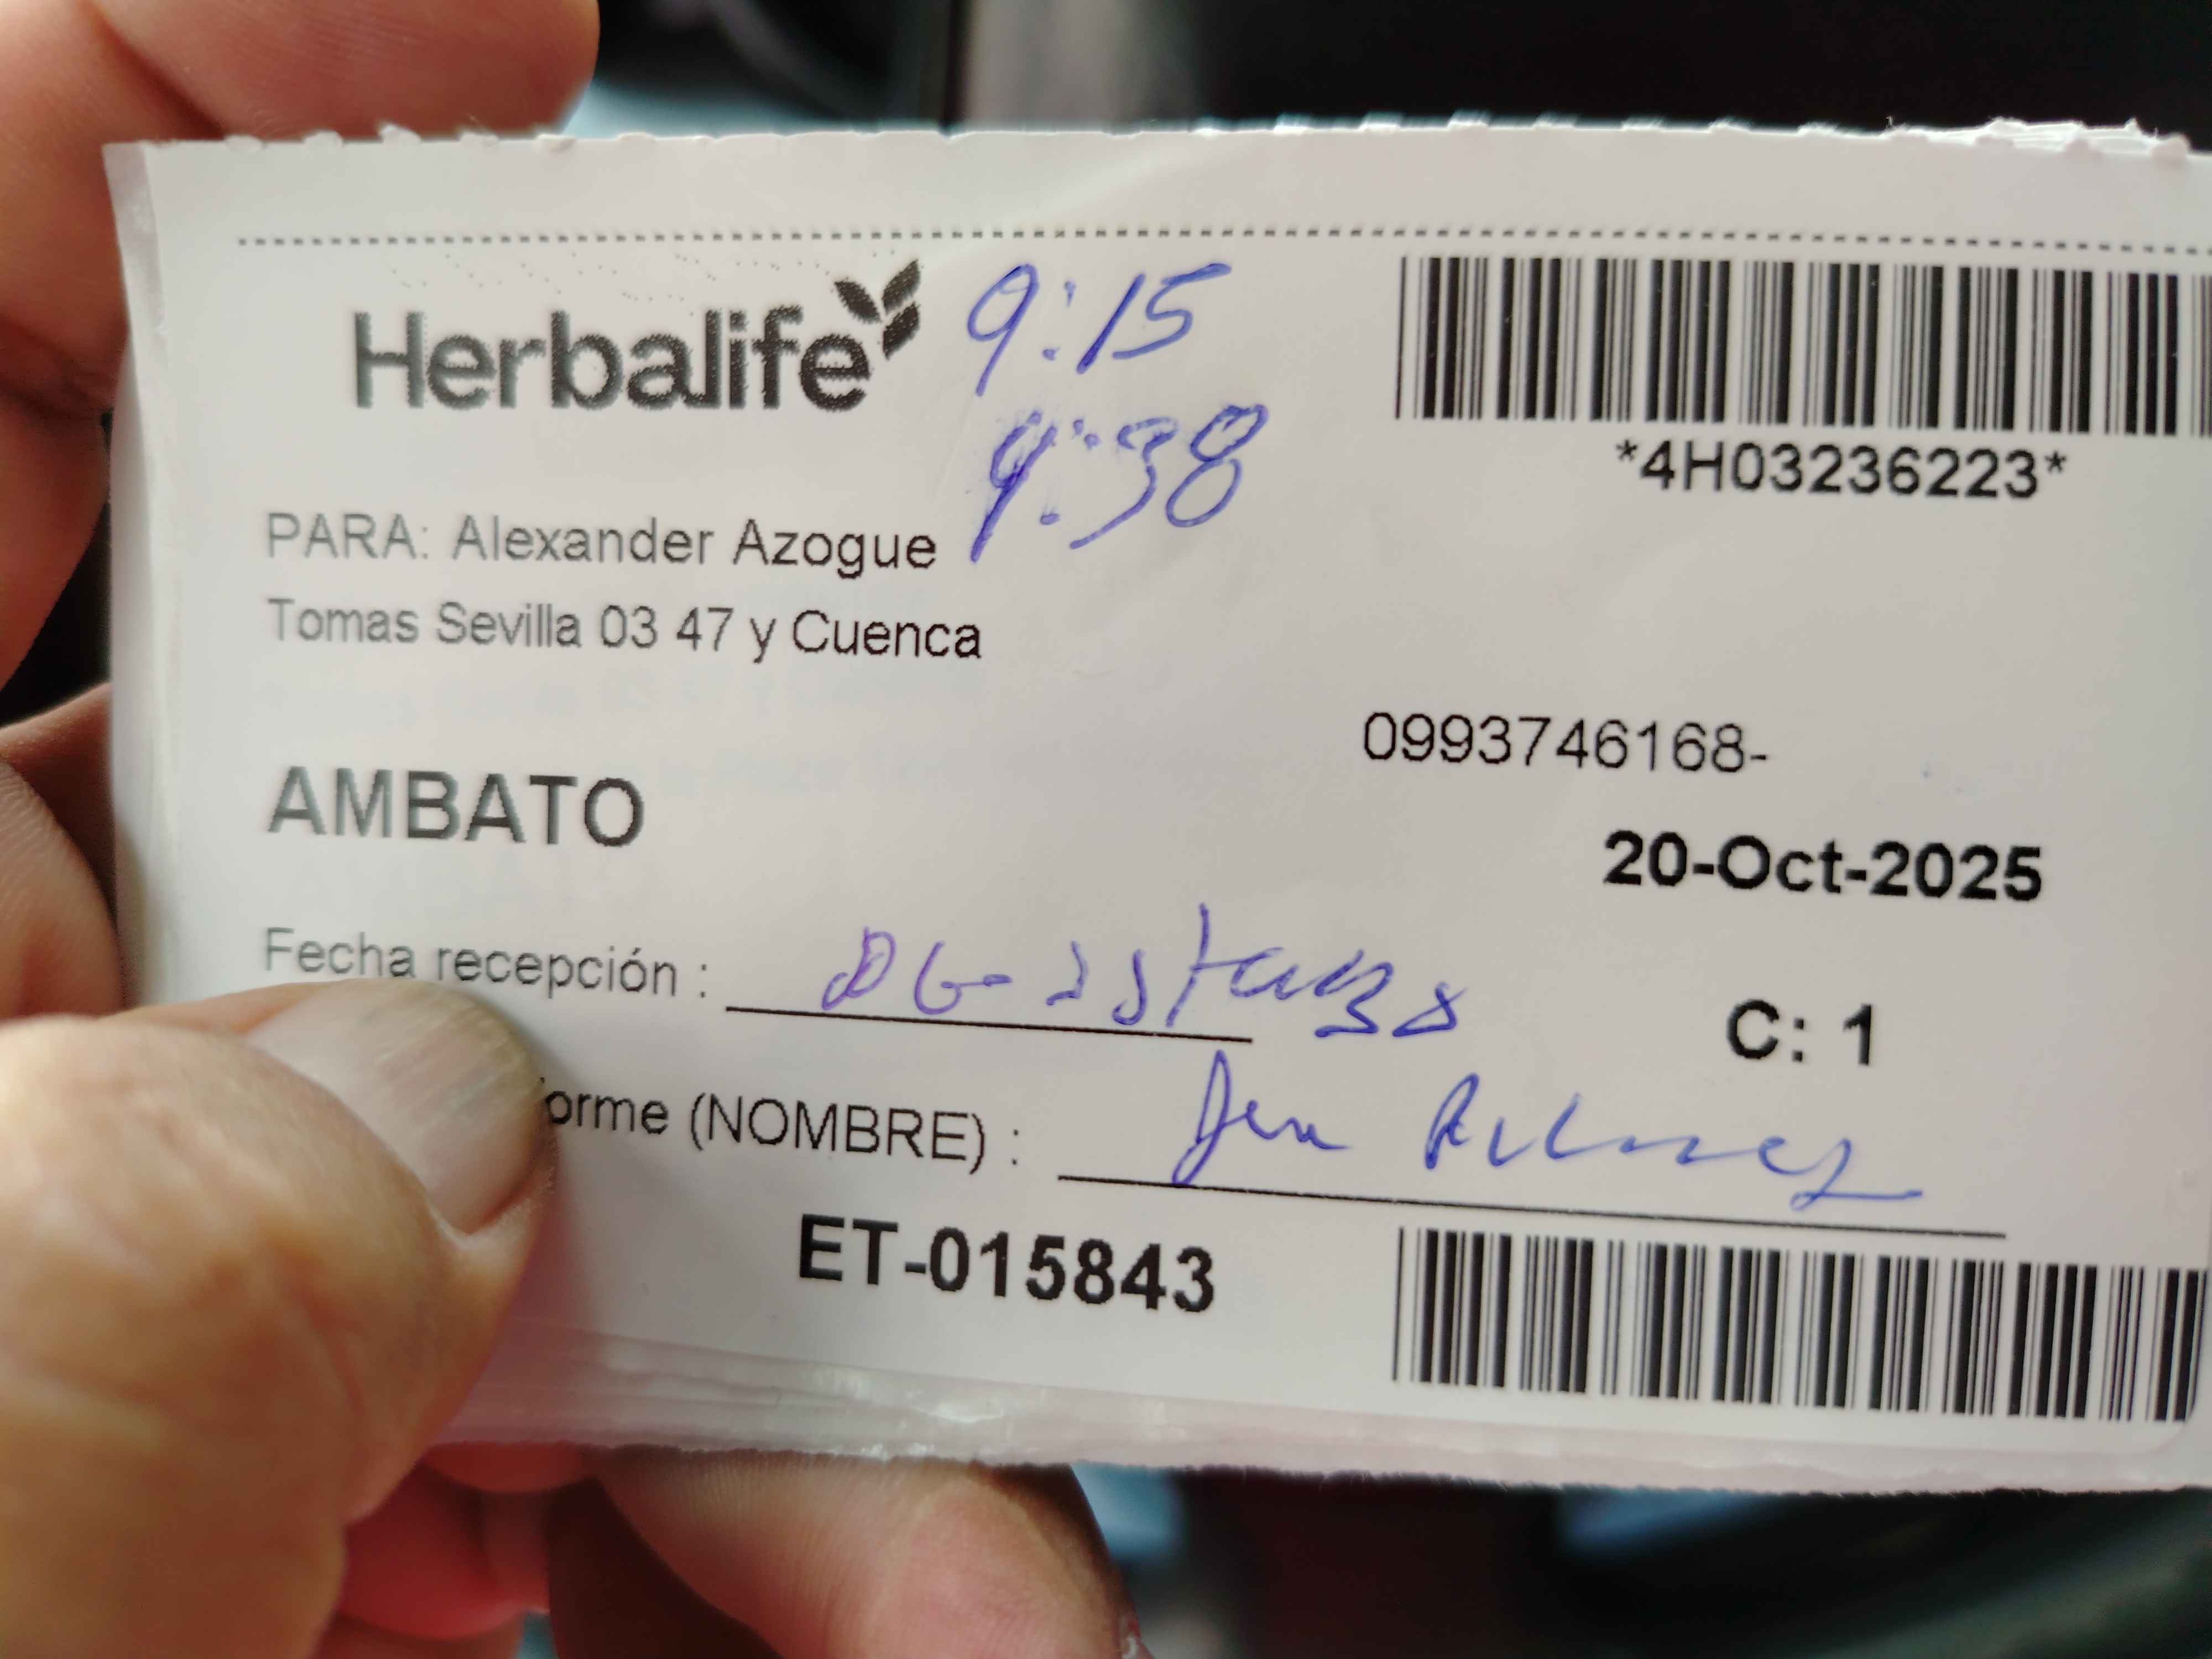 Herbalife
9:15
9:38
*4H03236223*
PARA: Alexander Azogue
Tomas Sevilla 03 47 y Cuenca
0993746168-
AMBATO
20-Oct-2025
Fecha recepción :
C: 1
orme (NOMBRE) :
ET-015843